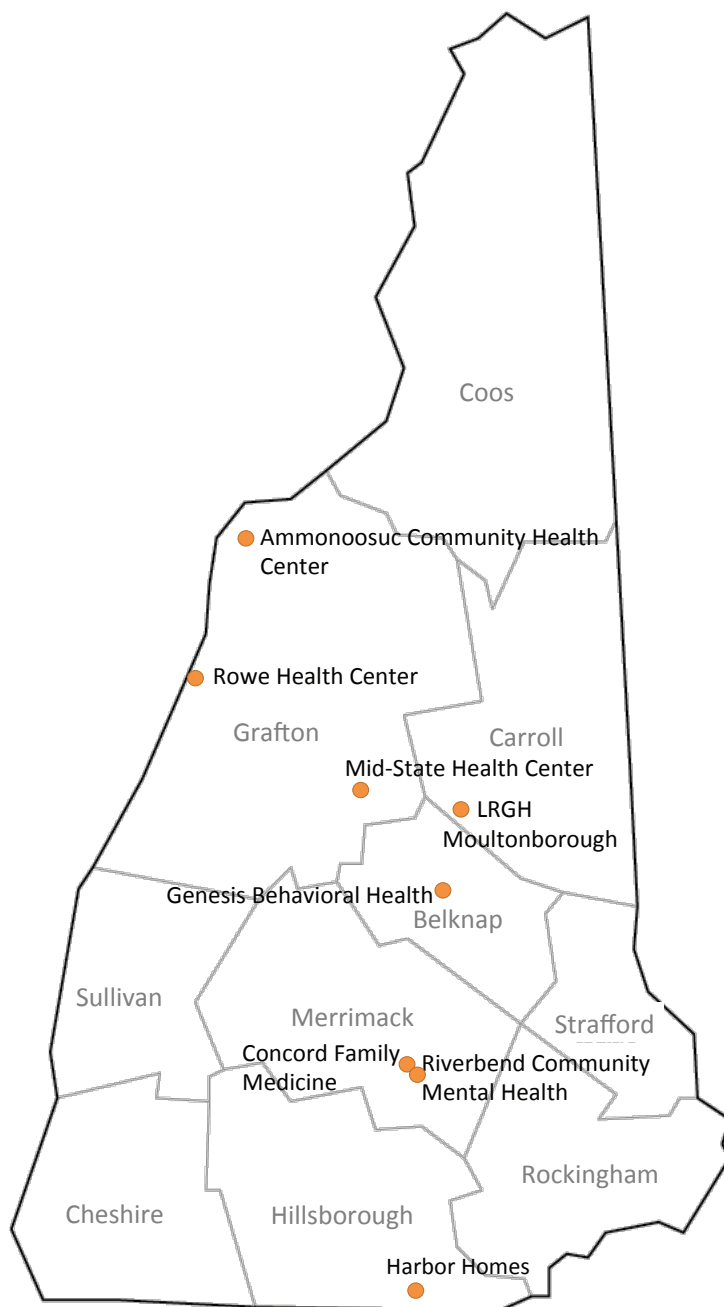 Coos
Ammonoosuc Community Health
Center
Rowe Health Center
Grafton
Carroll
Mid-State Health Center
LRGH
Moultonborough
Genesis Behavioral Health
Belknap
Sullivan
Merrimack
Strafford
Concord Family
Medicine
Riverbend Community
Mental Health
Rockingham
Cheshire
Hillsborough
Harbor Homes